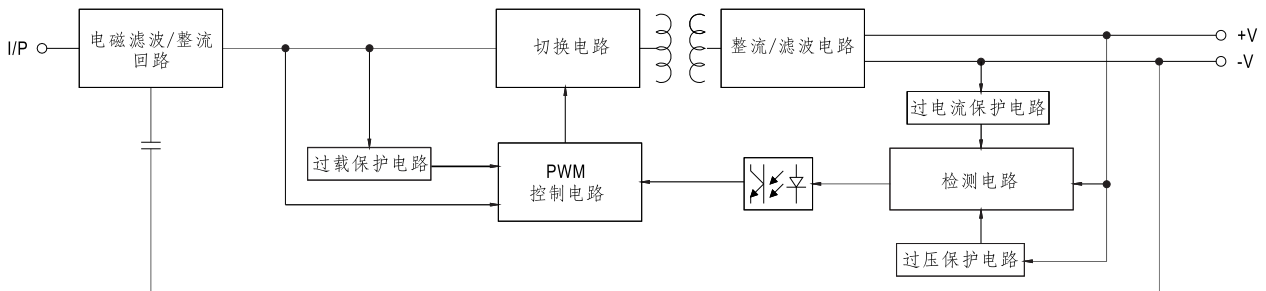 I/P
电磁滤波/整流
回路
切换电路
整流/滤波电路
+V
-V
过电流保护电路
过载保护电路
PWM
控制电路
检测电路
过压保护电路